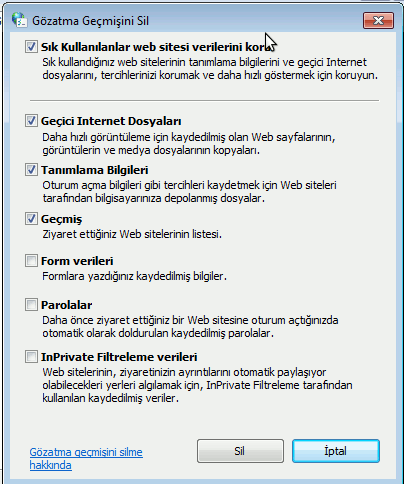 Gözatma Geçmişini Sil
Sık Kullanılanlar web sitesi verilerini koru
Sık kullandığınız web sitelerinin tanımlama bilgilerini ve geçici Internet
dosyalarını, tercihlerinizi korumak ve daha hızlı göstermek için koruyun.
Geçici Internet Dosyaları
Daha hızlı görüntüleme için kaydedilmiş olan Web sayfalarının,
görüntülerin ve medya dosyalarının kopyaları.
Tanımlama Bilgileri
Oturum açma bilgileri gibi tercihleri kaydetmek için Web siteleri
tarafından bilgisayarınıza depolanmış dosyalar.
Geçmiş
Ziyaret ettiğiniz Web sitelerinin listesi.
Form verileri
Formlara yazdığınız kaydedilmiş bilgiler.
Parolalar
Daha önce ziyaret ettiğiniz bir Web sitesine oturum açtığınızda
otomatik olarak doldurulan kaydedilmiş parolalar.
InPrivate Filtreleme verileri
Web sitelerinin, ziyaretinizin ayrıntılarını otomatik paylaşıyor
olabilecekleri yerleri algılamak için, InPrivate Filtreleme tarafından
kullanılan kaydedilmiş veriler.
Gözatma geçmişini silme
hakkında
Sil
İptal